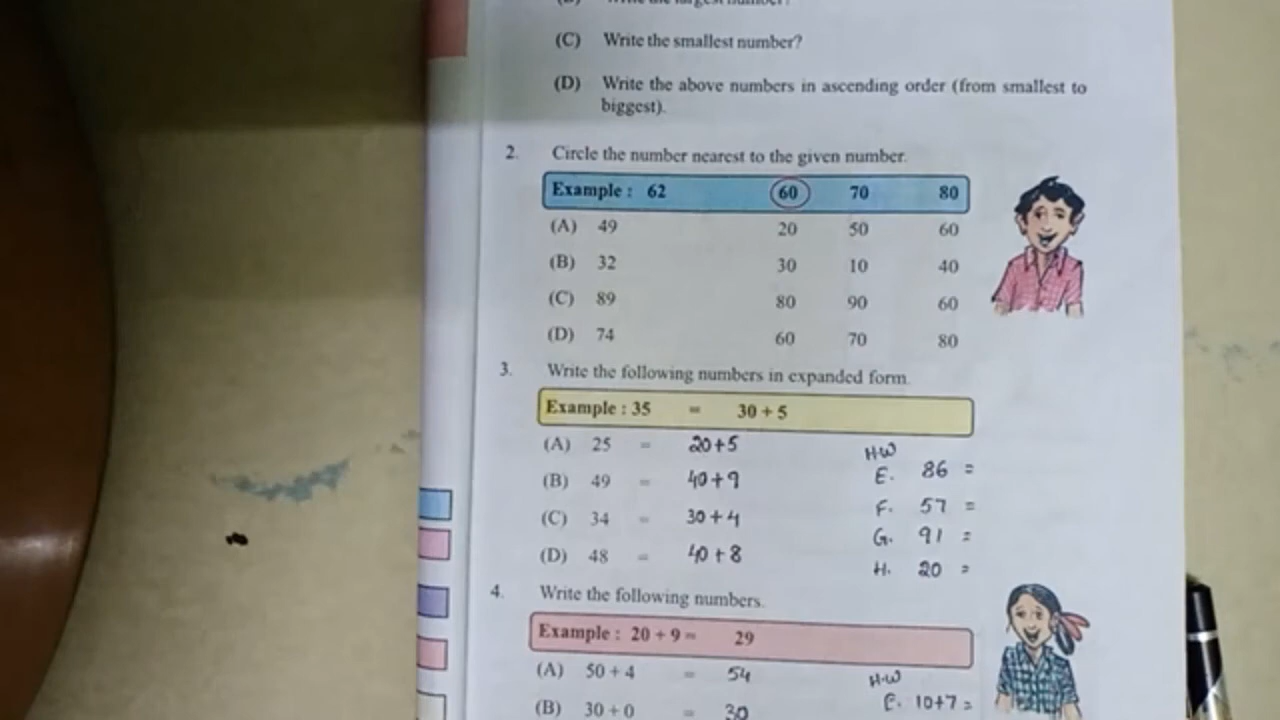 (C) Write the smallest number?
(D) Write the above numbers in ascending order (from smallest to
biggest).
2. Circle the number nearest to the given number.
Example : 62 60 70 80
(A) 49 20 50 60
(B) 32 30 10 40
(C) 89 80 90 60
(D) 74 60 70 80
3. Write the following numbers in expanded form.
Example : 35 = 30 + 5
(A) 25 = 20+5
(B) 49 = 40+9
(C) 34 = 30+4
(D) 48 = 40+8
HW
E. 86 =
F. 57 =
G. 91 =
H. 20 =
4. Write the following numbers.
Example : 20 + 9 = 29
(A) 50 + 4 = 54
(B) 30 + 0 = 30
H.W
E. 10+7 =